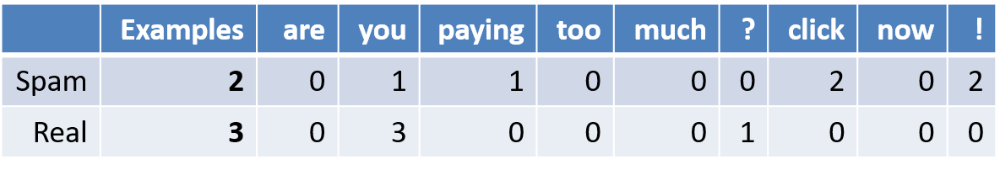 Examples are you paying too much ? click now !
Spam 2 0 1 1 0 0 0 2 0 2
Real 3 0 3 0 0 0 1 0 0 0